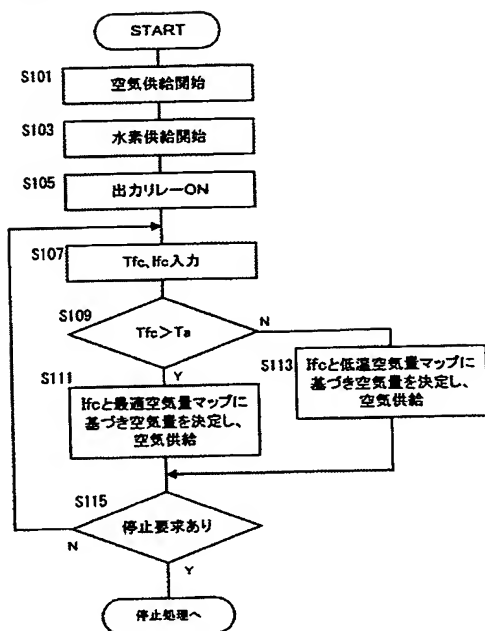 START
S101
空気供給開始
S103
水素供給開始
S105
出力リレーON
S107
Tfc、Ifc入力
S109
Tfc>Ta
N
Y
S111
Ifcと最適空気量マップに
基づき空気量を決定し、
空気供給
S113
Ifcと低温空気量マップに
基づき空気量を決定し、
空気供給
S115
停止要求あり
N
Y
停止処理へ